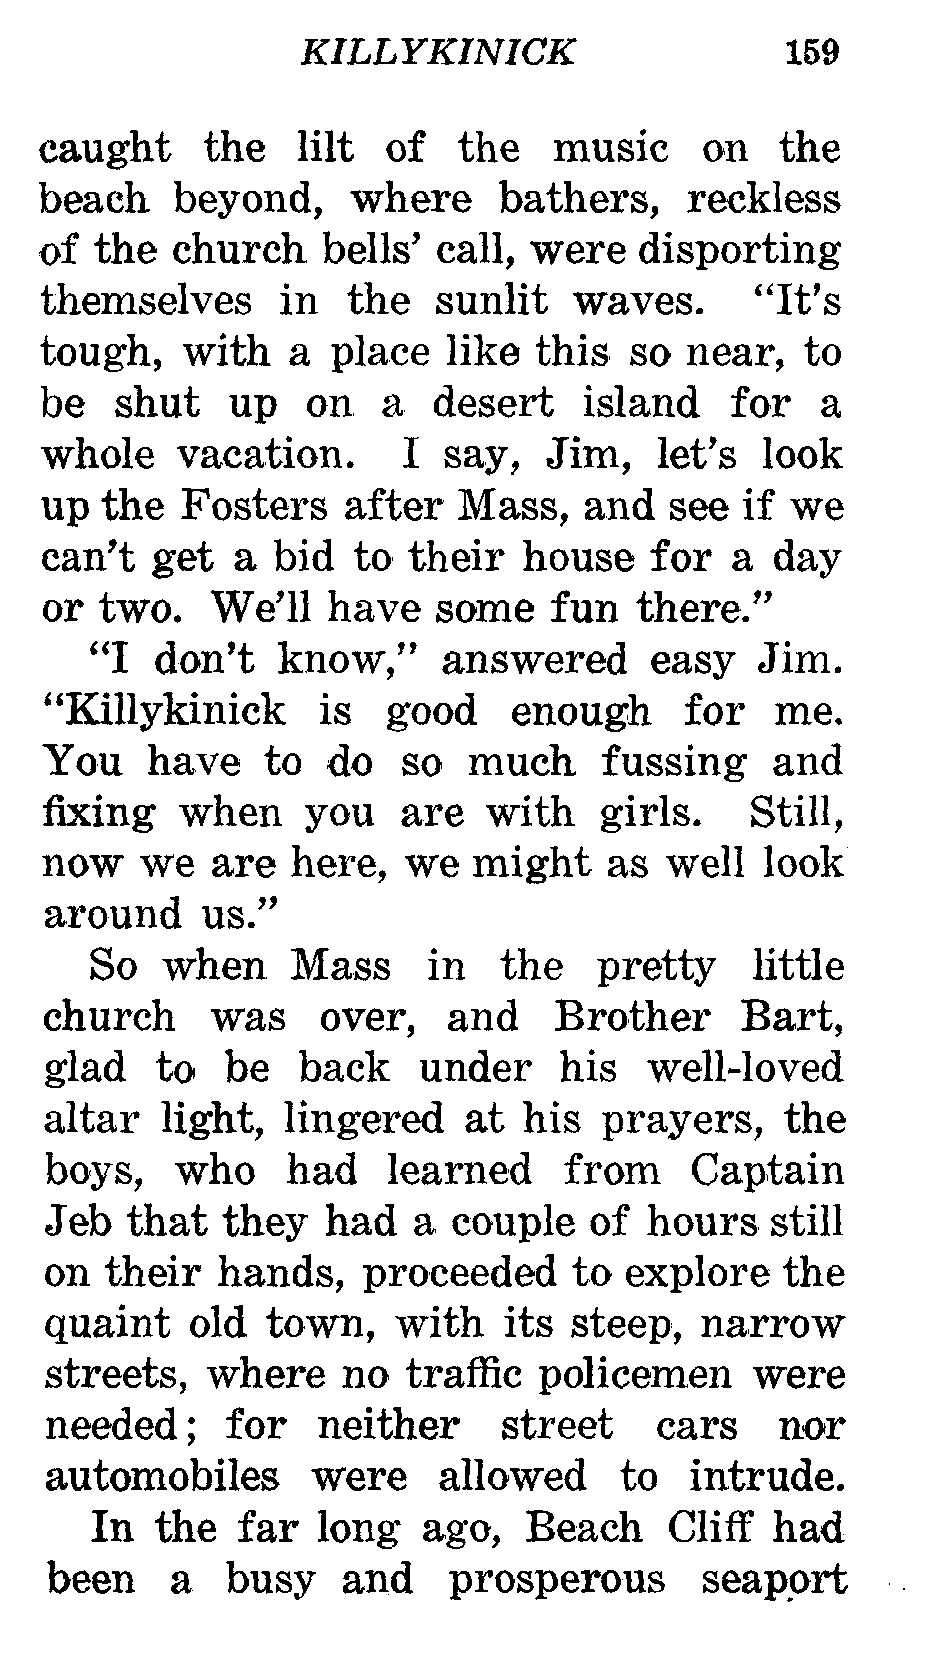 KILLYKINICK 159
caught the lilt of the music on the
beach beyond, where bathers, reckless
of the church bells’ call, were disporting
themselves in the sunlit waves. “It’s
tough, with a place like this so near, to
be shut up on a desert island for a
whole vacation. I say, Jim, let’s look
up the Fosters after Mass, and see if we
can’t get a bid to their house for a day
or two. We’ll have some fun there.”
“I don’t know,” answered easy Jim.
“Killykinick is good enough for me.
You have to do so much fussing and
fixing when you are with girls. Still,
now we are here, we might as well look
around us.”
So when Mass in the pretty little
church was over, and Brother Bart,
glad to be back under his well-loved
altar light, lingered at his prayers, the
boys, who had learned from Captain
Jeb that they had a couple of hours still
on their hands, proceeded to explore the
quaint old town, with its steep, narrow
streets, where no traffic policemen were
needed; for neither street cars nor
automobiles were allowed to intrude.
In the far long ago, Beach Cliff had
been a busy and prosperous seaport